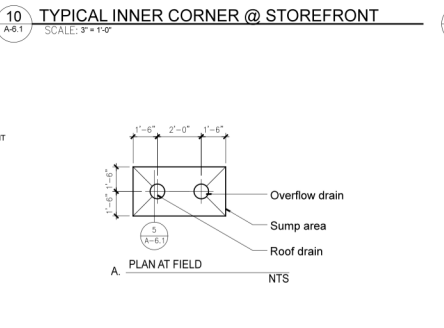 10
A-6.1
TYPICAL INNER CORNER @ STOREFRONT
SCALE: 3" = 1'-0"
1'-6" 2'-0" 1'-6"
1'-6"
1'-6"
Overflow drain
Sump area
Roof drain
5
A-6.1
A. PLAN AT FIELD
NTS